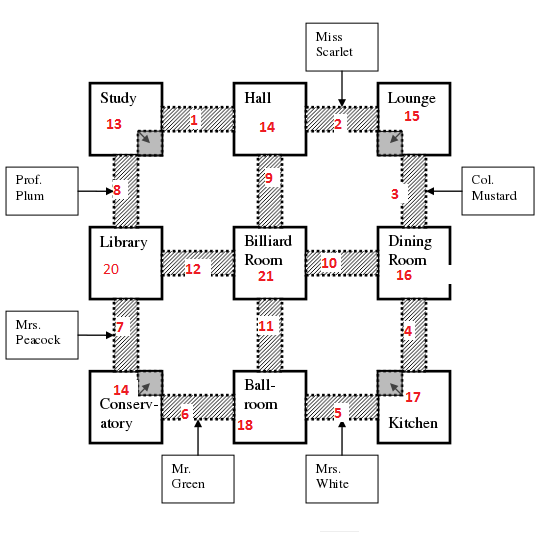 Miss
Scarlet
Study
Hall
Lounge
13
1
14
2
15
Prof.
Plum
8
9
3
Col.
Mustard
Library
Billiard
Room
Dining
Room
20
12
21
10
16
Mrs.
Peacock
7
11
4
14
Conserv-
atory
6
Ball-
room
18
5
17
Kitchen
Mr.
Green
Mrs.
White